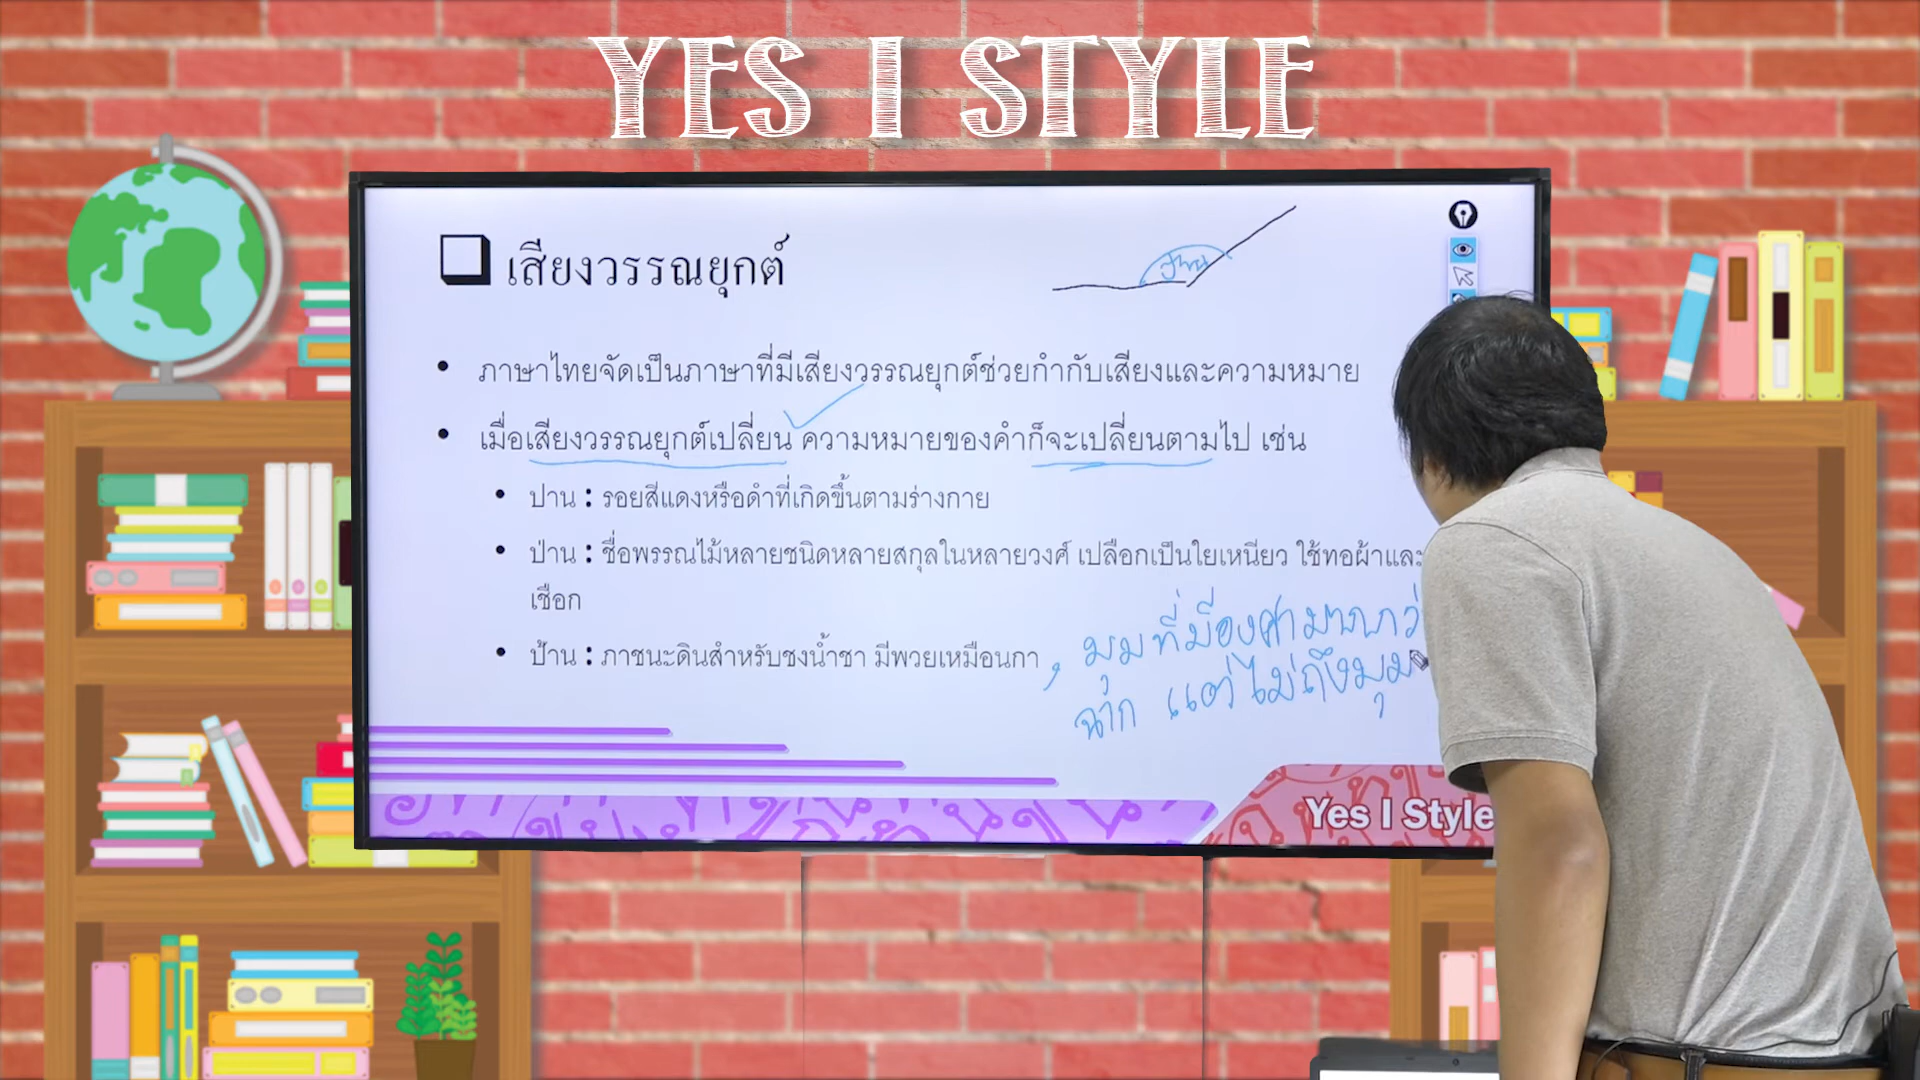 YES I STYLE
เสียงวรรณยุกต์
ป้าน
• ภาษาไทยจัดเป็นภาษาที่มีเสียงวรรณยุกต์ช่วยกำกับเสียงและความหมาย
• เมื่อเสียงวรรณยุกต์เปลี่ยน ความหมายของคำก็จะเปลี่ยนตามไป เช่น
• ปาน : รอยสีแดงหรือดำที่เกิดขึ้นตามร่างกาย
• ป่าน : ชื่อพรรณไม้หลายชนิดหลายสกุลในหลายวงศ์ เปลือกเป็นใยเหนียว ใช้ทอผ้าและ
เชือก
• ป้าน : ภาชนะดินสำหรับชงน้ำชา มีพวยเหมือนกา
, มุมที่มีองศามากกว่า
ฉาก แต่ไม่ถึงมุม
Yes I Style